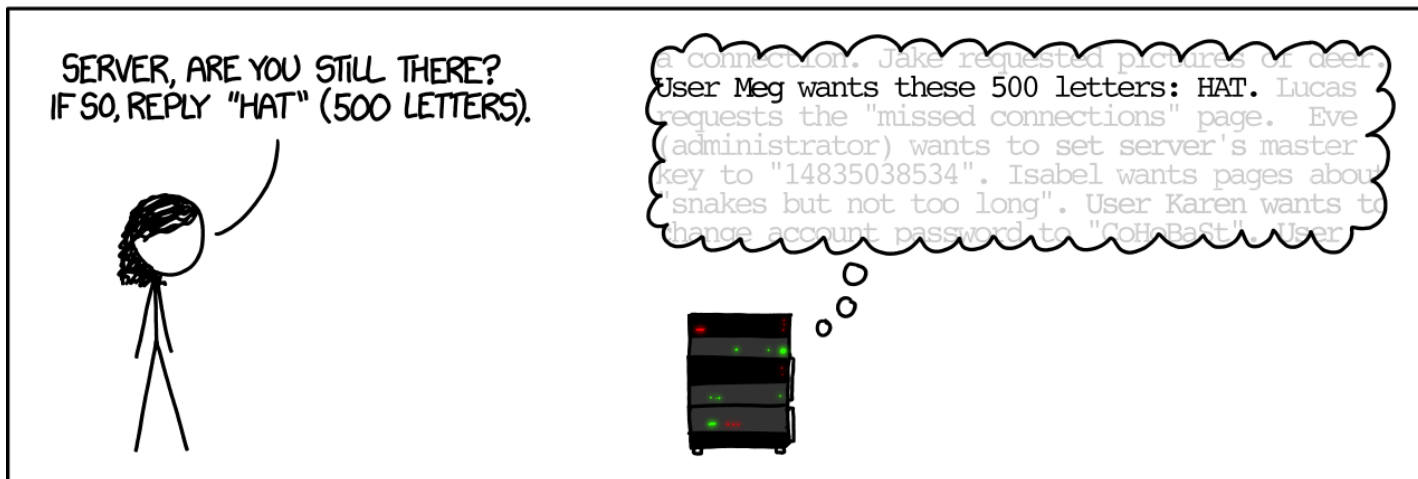 SERVER, ARE YOU STILL THERE?
IF SO, REPLY "HAT" (500 LETTERS).
a connection. Jake requested pictures of deer.
User Meg wants these 500 letters: HAT. Lucas
requests the "missed connections" page. Eve
(administrator) wants to set server's master
key to "14835038534". Isabel wants pages about
"snakes but not too long". User Karen wants to
change account password to "CoHoBaSt". User